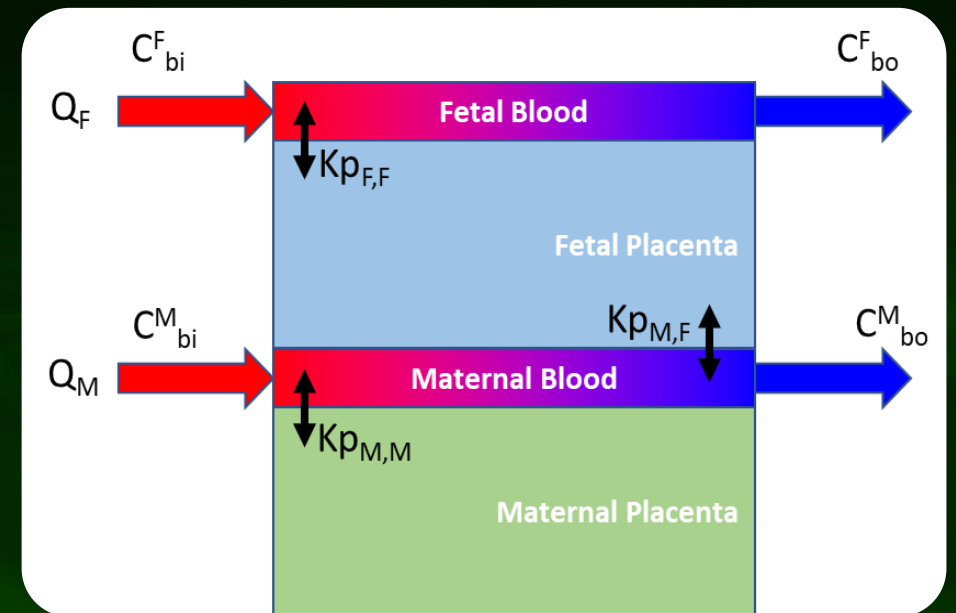 C^F_bi
C^F_bo
Q_F
Fetal Blood
Kp_F,F
Fetal Placenta
C^M_bi
Kp_M,F
C^M_bo
Q_M
Maternal Blood
Kp_M,M
Maternal Placenta